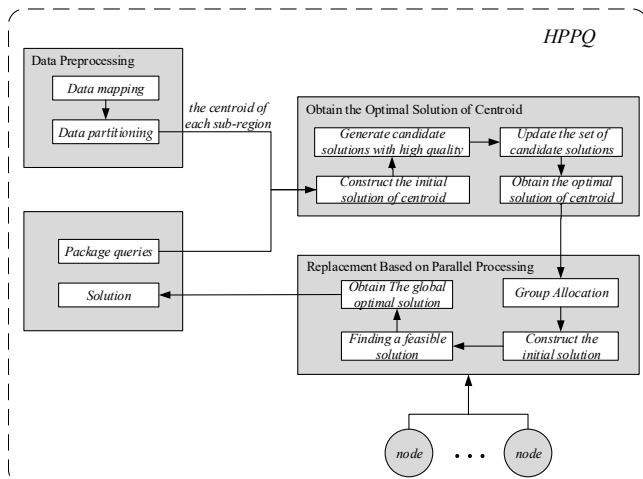 HPPQ
Data Preprocessing
Data mapping
Data partitioning
the centroid of
each sub-region
Obtain the Optimal Solution of Centroid
Generate candidate
solutions with high quality
Update the set of
candidate solutions
Construct the initial
solution of centroid
Obtain the optimal
solution of centroid
Package queries
Solution
Replacement Based on Parallel Processing
Obtain The global
optimal solution
Group Allocation
Finding a feasible
solution
Construct the
initial solution
node
• • •
node